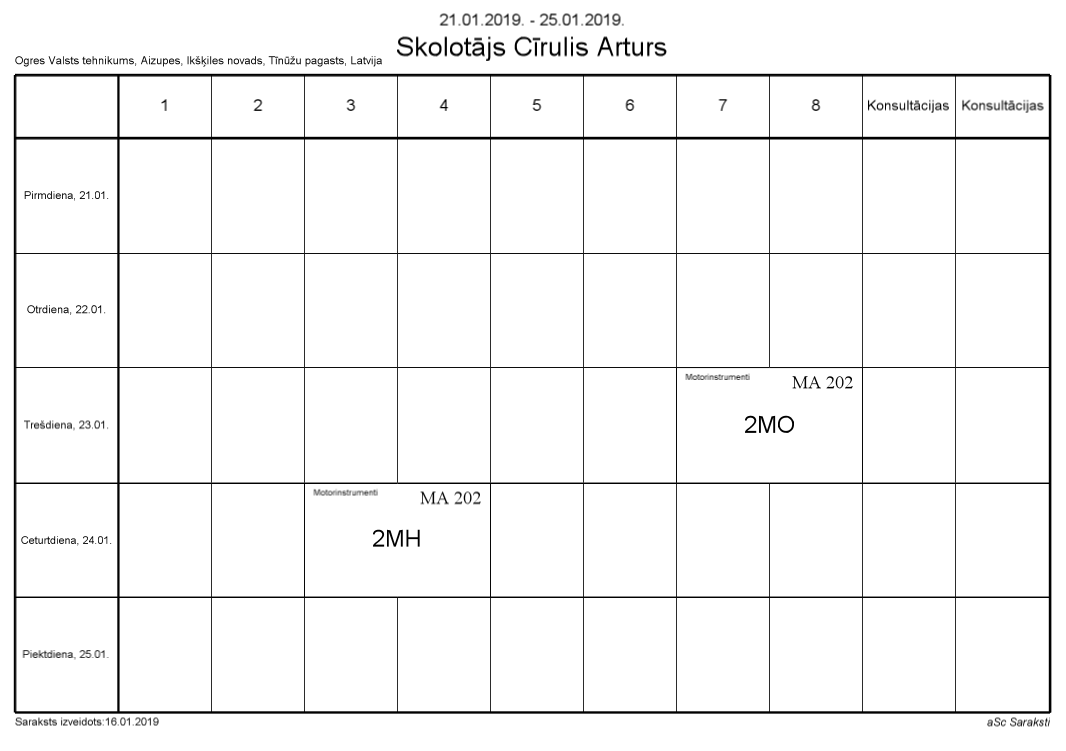 21.01.2019. - 25.01.2019.
Skolotājs Cīrulis Arturs
Ogres Valsts tehnikums, Aizupes, Ikšķiles novads, Tīnūžu pagasts, Latvija
1 2 3 4 5 6 7 8 Konsultācijas Konsultācijas
Pirmdiena, 21.01.
Otrdiena, 22.01.
Motorinstrumenti MA 202
Trešdiena, 23.01. 2MO
Motorinstrumenti MA 202
Ceturtdiena, 24.01. 2MH
Piektdiena, 25.01.
Saraksts izveidots:16.01.2019 aSc Saraksti